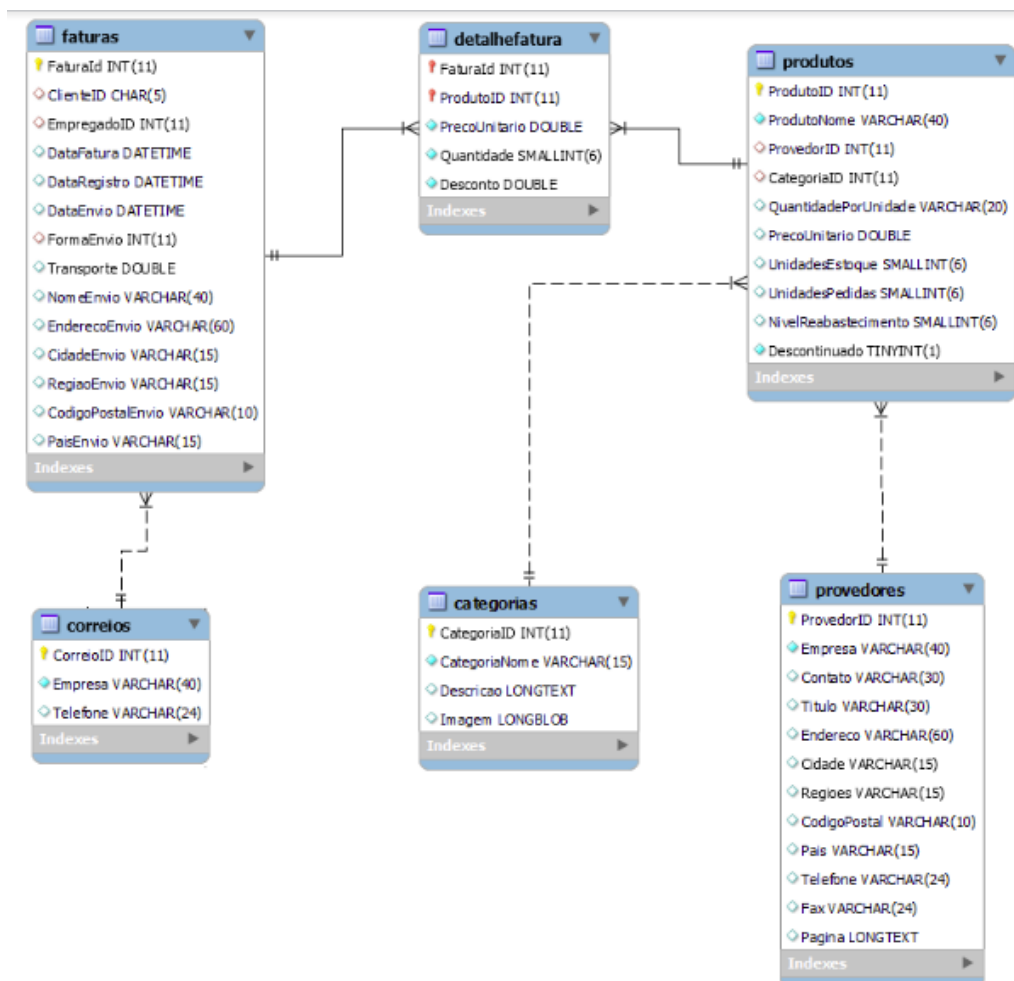 faturas
FaturaId INT(11)
ClienteID CHAR(5)
EmpregadoID INT(11)
DataFatura DATETIME
DataRegistro DATETIME
DataEnvio DATETIME
FormaEnvio INT(11)
Transporte DOUBLE
NomeEnvio VARCHAR(40)
EnderecoEnvio VARCHAR(60)
CidadeEnvio VARCHAR(15)
RegiaoEnvio VARCHAR(15)
CodigoPostalEnvio VARCHAR(10)
PaisEnvio VARCHAR(15)
Indexes
detalhefatura
FaturaId INT(11)
ProdutoID INT(11)
PrecoUnitario DOUBLE
Quantidade SMALLINT(6)
Desconto DOUBLE
Indexes
produtos
ProdutoID INT(11)
ProdutoNome VARCHAR(40)
ProvedorID INT(11)
CategoriaID INT(11)
QuantidadePorUnidade VARCHAR(20)
PrecoUnitario DOUBLE
UnidadesEstoque SMALLINT(6)
UnidadesPedidas SMALLINT(6)
NivelReabastecimento SMALLINT(6)
Descontinuado TINYINT(1)
Indexes
correios
CorreioID INT(11)
Empresa VARCHAR(40)
Telefone VARCHAR(24)
Indexes
categorias
CategoriaID INT(11)
CategoriaNome VARCHAR(15)
Descricao LONGTEXT
Imagem LONGBLOB
Indexes
provedores
ProvedorID INT(11)
Empresa VARCHAR(40)
Contato VARCHAR(30)
Titulo VARCHAR(30)
Endereco VARCHAR(60)
Cidade VARCHAR(15)
Regioes VARCHAR(15)
CodigoPostal VARCHAR(10)
Pais VARCHAR(15)
Telefone VARCHAR(24)
Fax VARCHAR(24)
Pagina LONGTEXT
Indexes